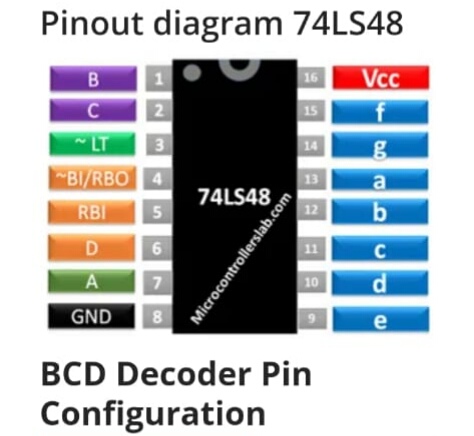 Pinout diagram 74LS48
B 1 16 Vcc
C 2 15 f
~ LT 3 14 g
~BI/RBO 4 13 a
74LS48
RBI 5 12 b
D 6 11 c
A 7 10 d
GND 8 9 e
Microcontrollerslab.com
BCD Decoder Pin
Configuration